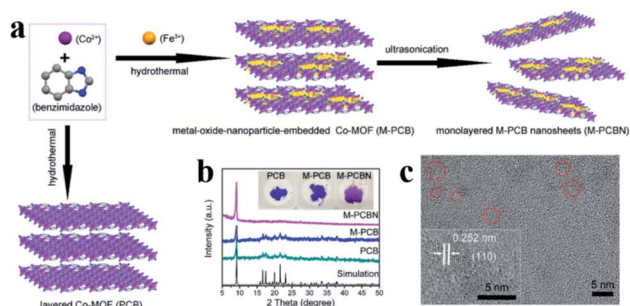 a
(Co²⁺)
+
(benzimidazole)
(Fe³⁺)
hydrothermal
ultrasonication
metal-oxide-nanoparticle-embedded Co-MOF (M-PCB)
monolayered M-PCB nanosheets (M-PCBN)
hydrothermal
layered Co-MOF (PCB)
b
PCB M-PCB M-PCBN
M-PCBN
M-PCB
PCB
Simulation
Intensity (a.u.)
5 10 15 20 25 30 35 40 45 50
2 Theta (degree)
c
0.252 nm
(110)
5 nm
5 nm